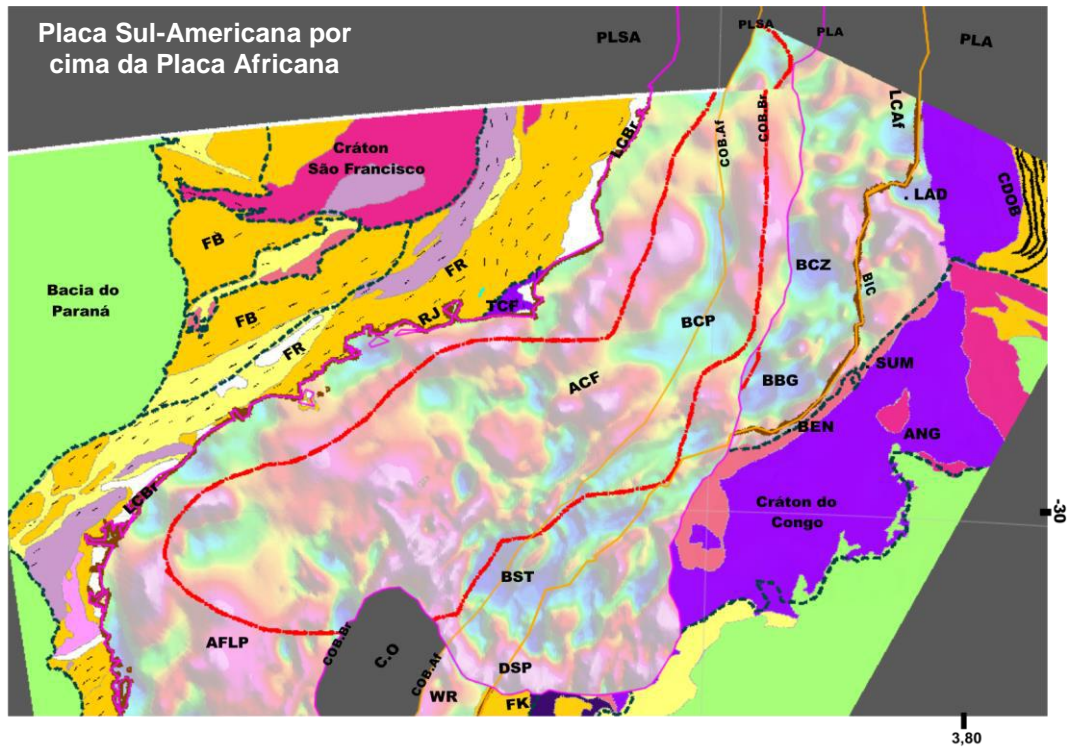 Placa Sul-Americana por
cima da Placa Africana
PLSA
PLSA
PLA
PLA
LCBr
COB.Af
COB.Br
LCAf
Cráton
São Francisco
. LAD
CDOB
FB
FR
BCZ
BIC
Bacia do
Paraná
FB
RJ
TCF
BCP
FR
ACF
BBG
SUM
BEN
ANG
LCBr
Cráton do
Congo
-30
BST
AFLP
COB.Br
C.O
COB.Af
DSP
WR
FK
3,80